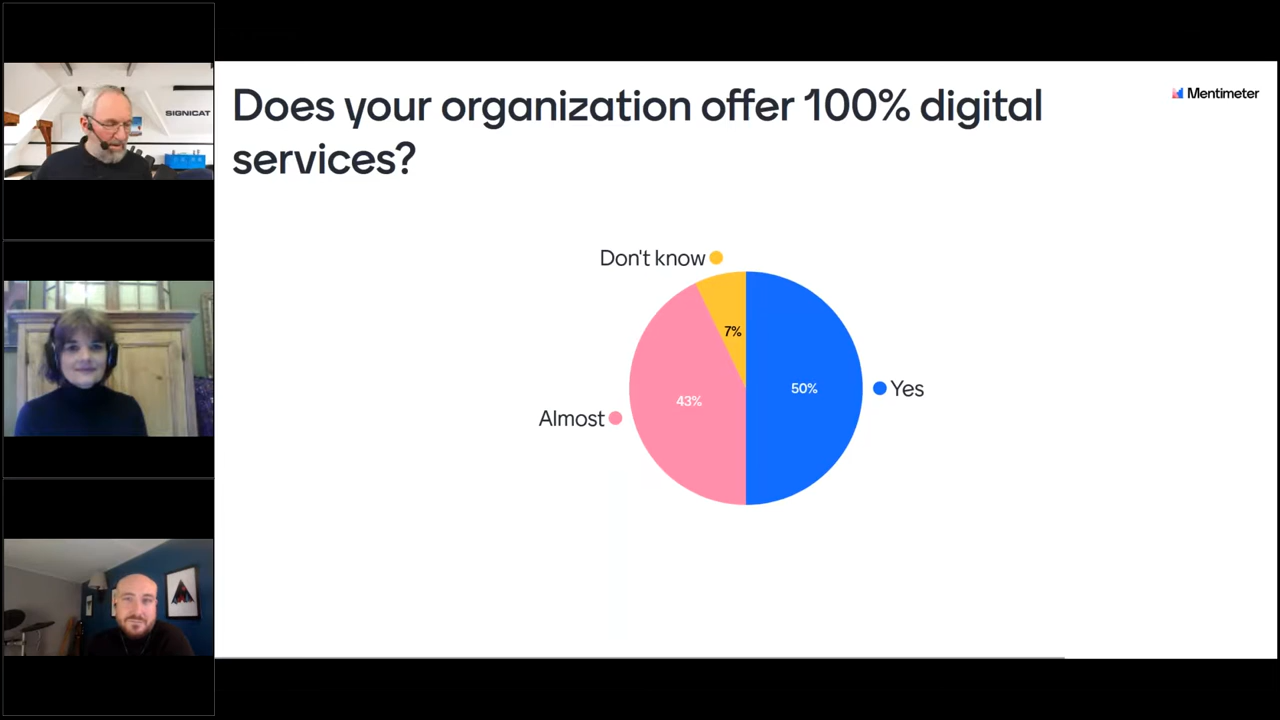 SIGNICAT
Does your organization offer 100% digital
services?
Mentimeter
Don't know
7%
50%
Yes
43%
Almost